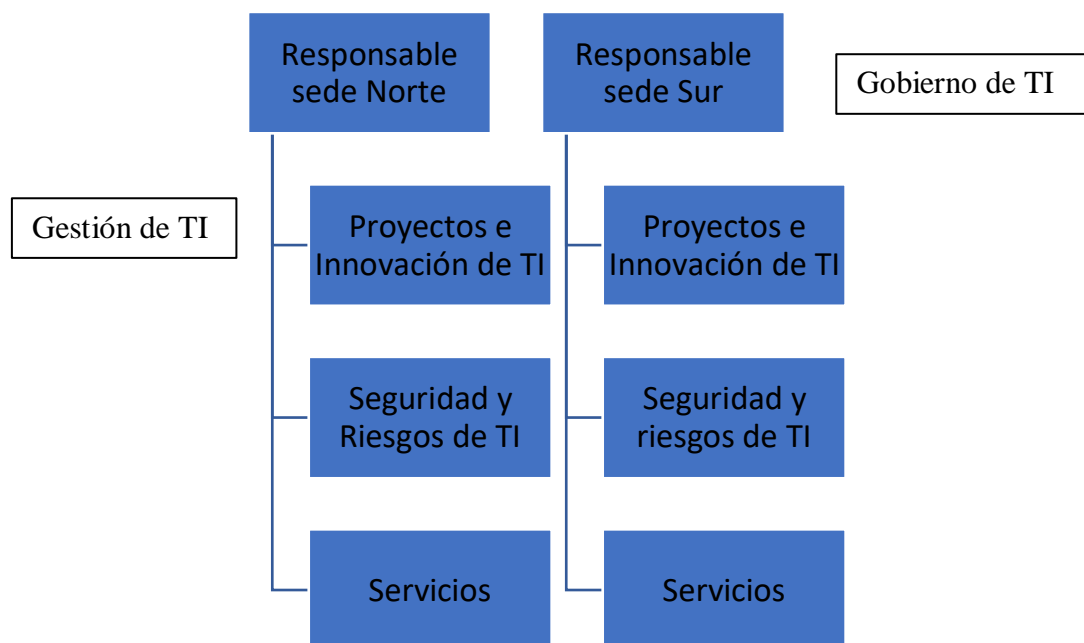 Responsable
sede Norte
Responsable
sede Sur
Gobierno de TI
Gestión de TI
Proyectos e
Innovación de TI
Proyectos e
Innovación de TI
Seguridad y
Riesgos de TI
Seguridad y
riesgos de TI
Servicios
Servicios